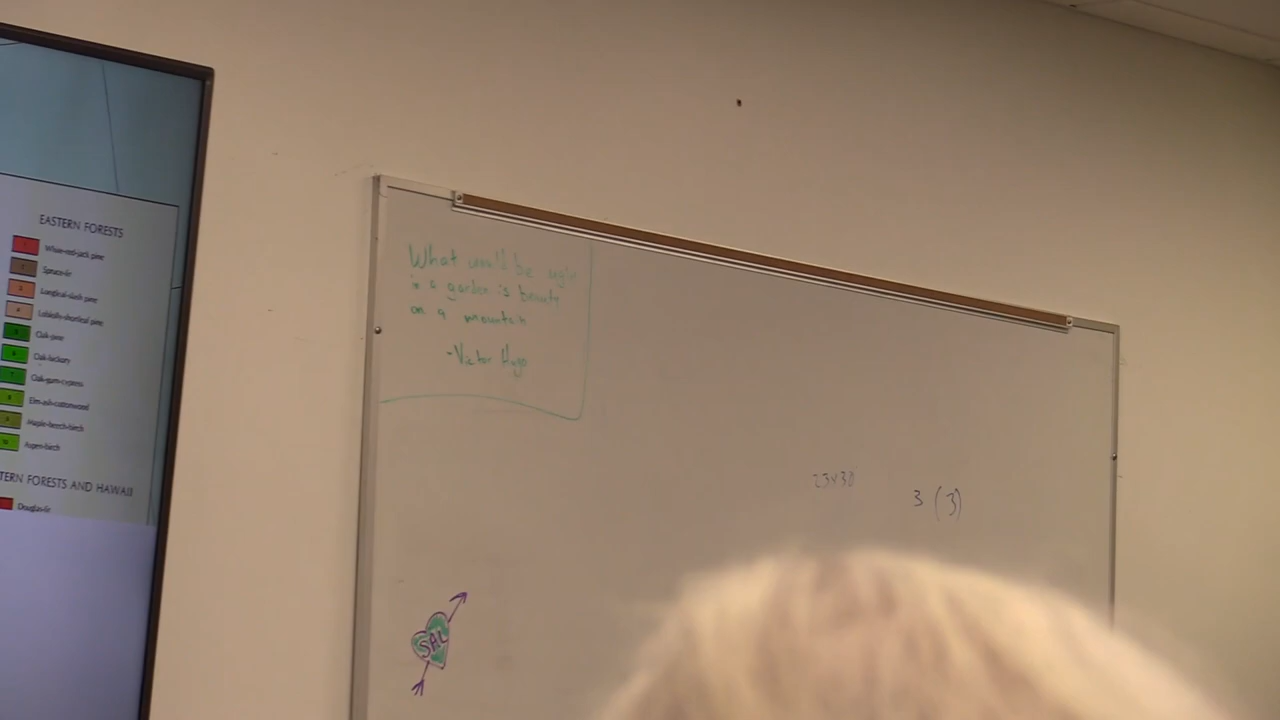 EASTERN FORESTS
1 White-red-jack pine
Spruce-fir
Longleaf-slash pine
Loblolly-shortleaf pine
Oak-pine
Oak-hickory
Oak-gum-cypress
Elm-ash-cottonwood
Maple-beech-birch
Aspen-birch
TERN FORESTS AND HAWAII
Douglas-fir
What would be ugly
in a garden is beauty
on a mountain
-Victor Hugo
23x30
3 (3)
SAL